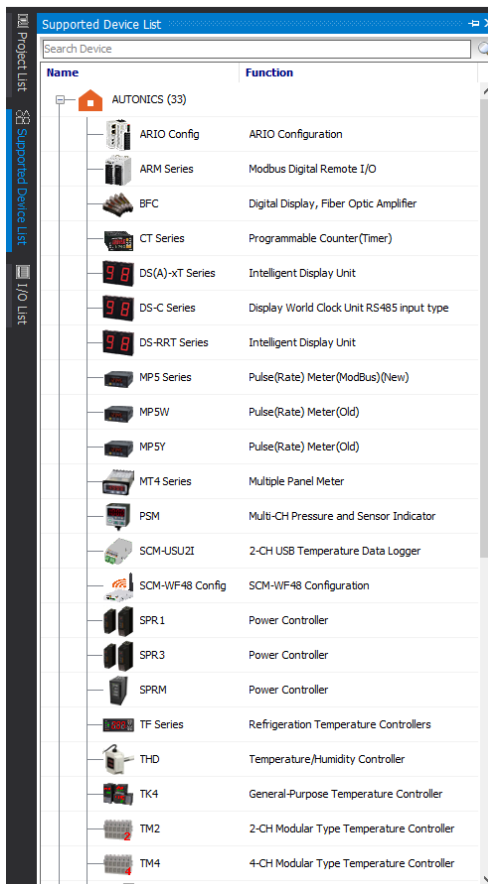 Project List
Supported Device List
I/O List
Supported Device List
Search Device
Name Function
AUTONICS (33)
ARIO Config ARIO Configuration
ARM Series Modbus Digital Remote I/O
BFC Digital Display, Fiber Optic Amplifier
CT Series Programmable Counter(Timer)
DS(A)-xT Series Intelligent Display Unit
DS-C Series Display World Clock Unit RS485 input type
DS-RRT Series Intelligent Display Unit
MP5 Series Pulse(Rate) Meter(ModBus)(New)
MP5W Pulse(Rate) Meter(Old)
MP5Y Pulse(Rate) Meter(Old)
MT4 Series Multiple Panel Meter
PSM Multi-CH Pressure and Sensor Indicator
SCM-USU2I 2-CH USB Temperature Data Logger
SCM-WF48 Config SCM-WF48 Configuration
SPR1 Power Controller
SPR3 Power Controller
SPRM Power Controller
TF Series Refrigeration Temperature Controllers
THD Temperature/Humidity Controller
TK4 General-Purpose Temperature Controller
TM2 2-CH Modular Type Temperature Controller
TM4 4-CH Modular Type Temperature Controller